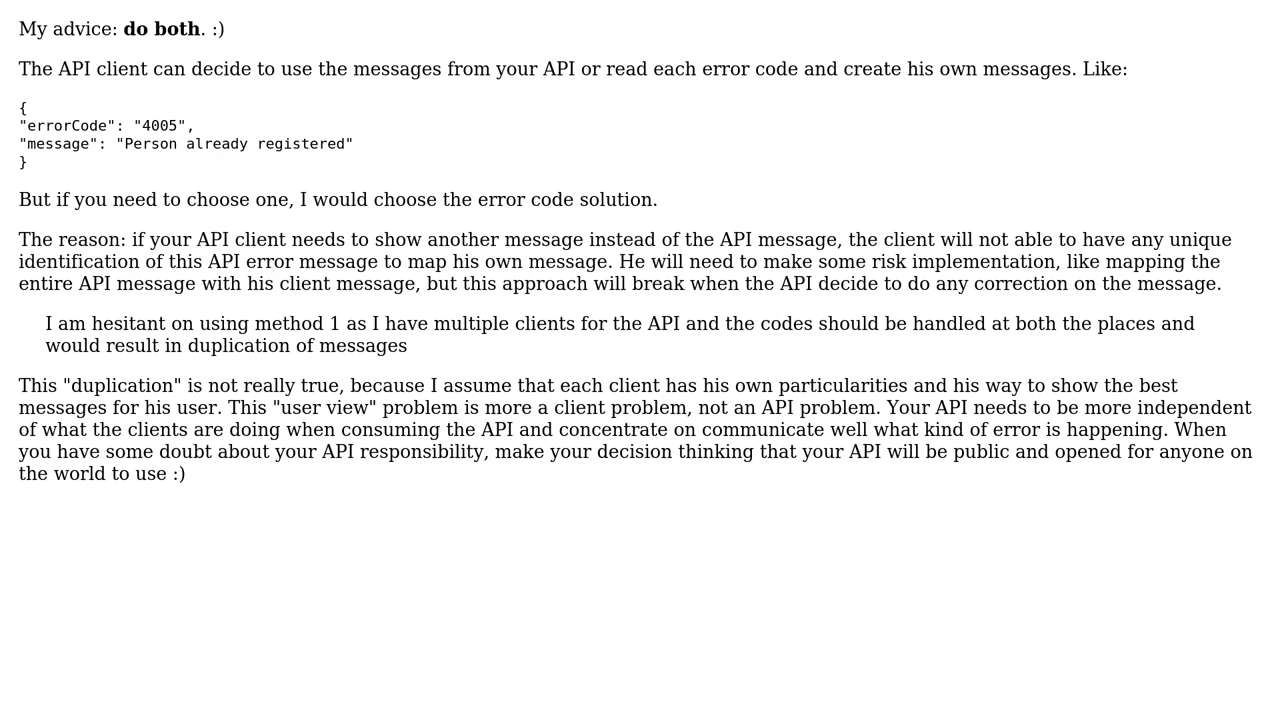 My advice: do both. :)
The API client can decide to use the messages from your API or read each error code and create his own messages. Like:
{
"errorCode": "4005",
"message": "Person already registered"
}
But if you need to choose one, I would choose the error code solution.
The reason: if your API client needs to show another message instead of the API message, the client will not able to have any unique
identification of this API error message to map his own message. He will need to make some risk implementation, like mapping the
entire API message with his client message, but this approach will break when the API decide to do any correction on the message.
I am hesitant on using method 1 as I have multiple clients for the API and the codes should be handled at both the places and
would result in duplication of messages
This "duplication" is not really true, because I assume that each client has his own particularities and his way to show the best
messages for his user. This "user view" problem is more a client problem, not an API problem. Your API needs to be more independent
of what the clients are doing when consuming the API and concentrate on communicate well what kind of error is happening. When
you have some doubt about your API responsibility, make your decision thinking that your API will be public and opened for anyone on
the world to use :)